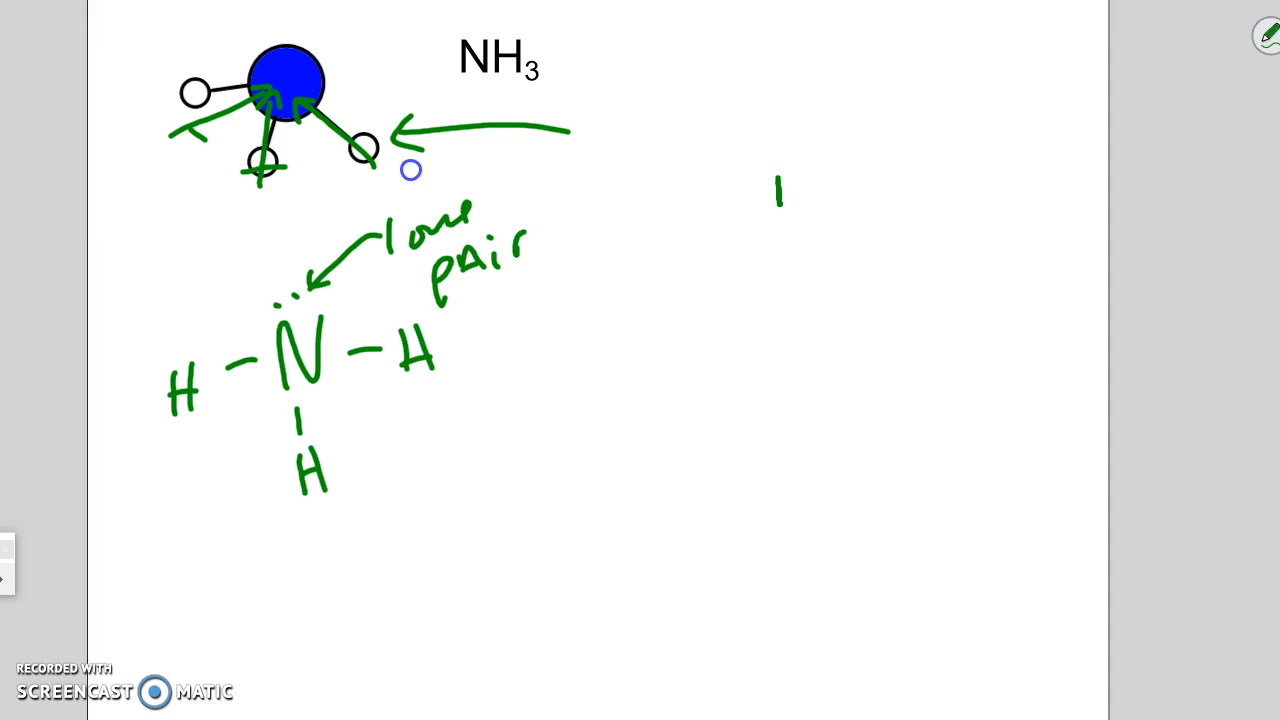 NH₃
lone
pair
H - N - H
H
RECORDED WITH
SCREENCAST MATIC